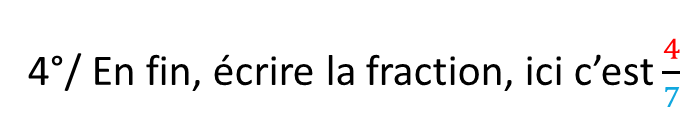 4°/ En fin, écrire la fraction, ici c’est 4/7